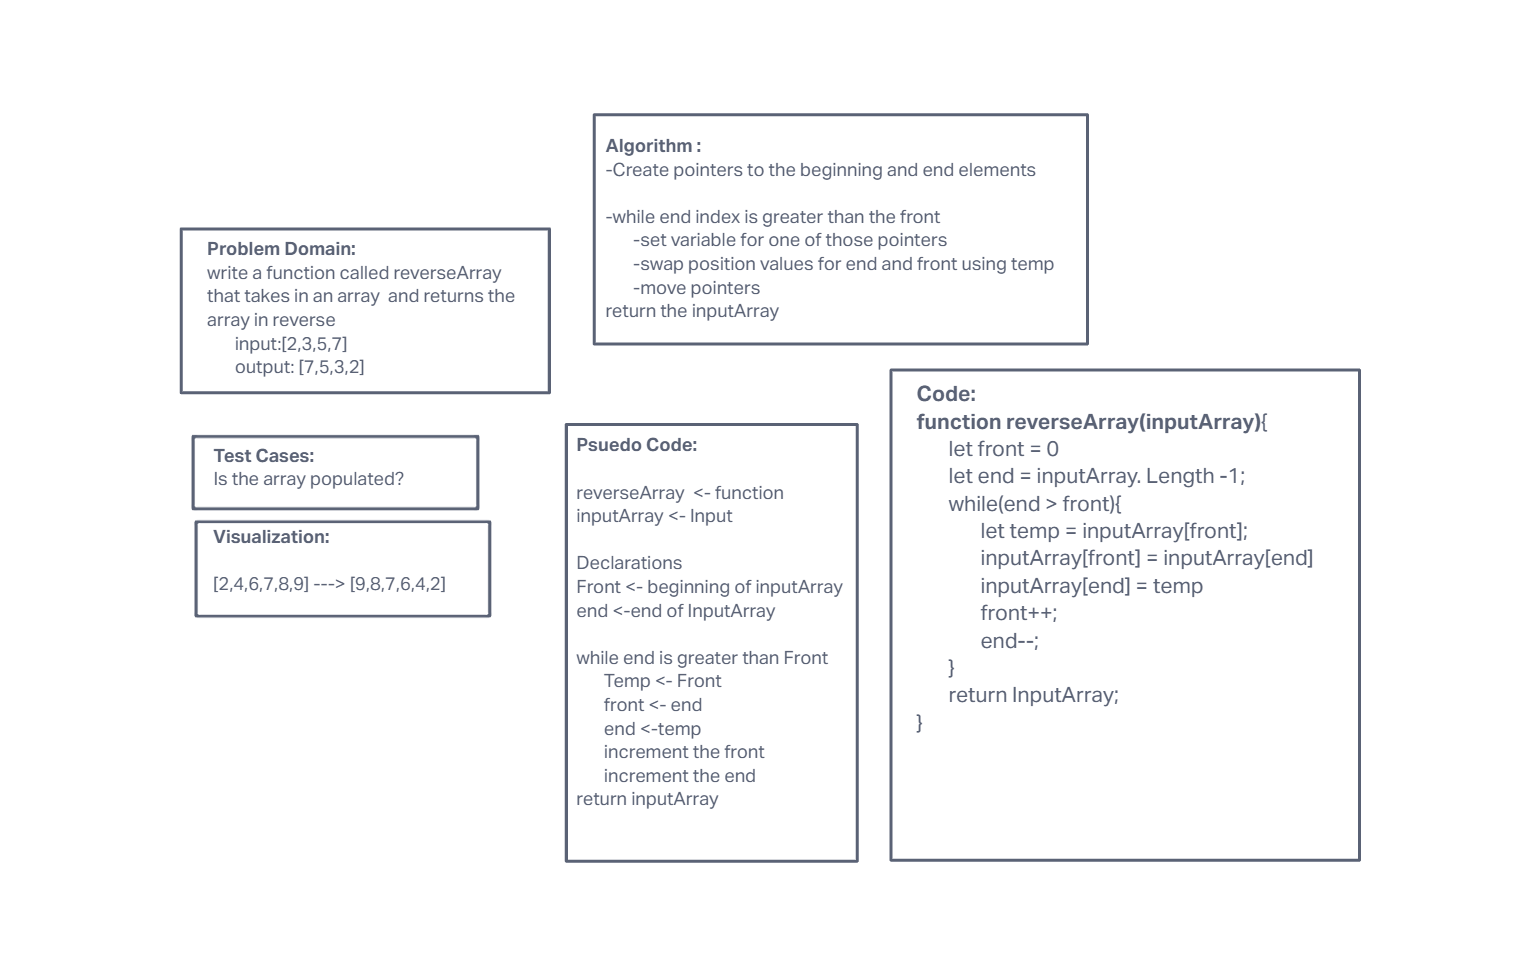 Problem Domain:
write a function called reverseArray
that takes in an array  and returns the
array in reverse
input:[2,3,5,7]
output: [7,5,3,2]
Test Cases:
Is the array populated?
Visualization:
[2,4,6,7,8,9] ---> [9,8,7,6,4,2]
Algorithm :
-Create pointers to the beginning and end elements
-while end index is greater than the front
-set variable for one of those pointers
-swap position values for end and front using temp
-move pointers
return the inputArray
Psuedo Code:
reverseArray  <- function
inputArray <- Input
Declarations
Front <- beginning of inputArray
end <-end of InputArray
while end is greater than Front
Temp <- Front
front <- end
end <-temp
increment the front
increment the end
return inputArray
Code:
function reverseArray(inputArray){
let front = 0
let end = inputArray. Length -1;
while(end > front){
let temp = inputArray[front];
inputArray[front] = inputArray[end]
inputArray[end] = temp
front++;
end--;
}
return InputArray;
}